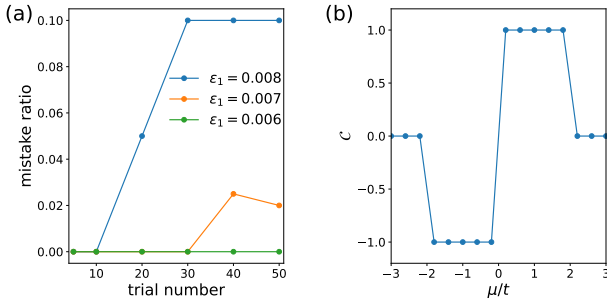 (a)
0.10
0.08
0.06
0.04
0.02
0.00
mistake ratio
ε₁ = 0.008
ε₁ = 0.007
ε₁ = 0.006
10 20 30 40 50
trial number
(b)
1.0
0.5
0.0
−0.5
−1.0
𝒞
−3 −2 −1 0 1 2 3
μ/t